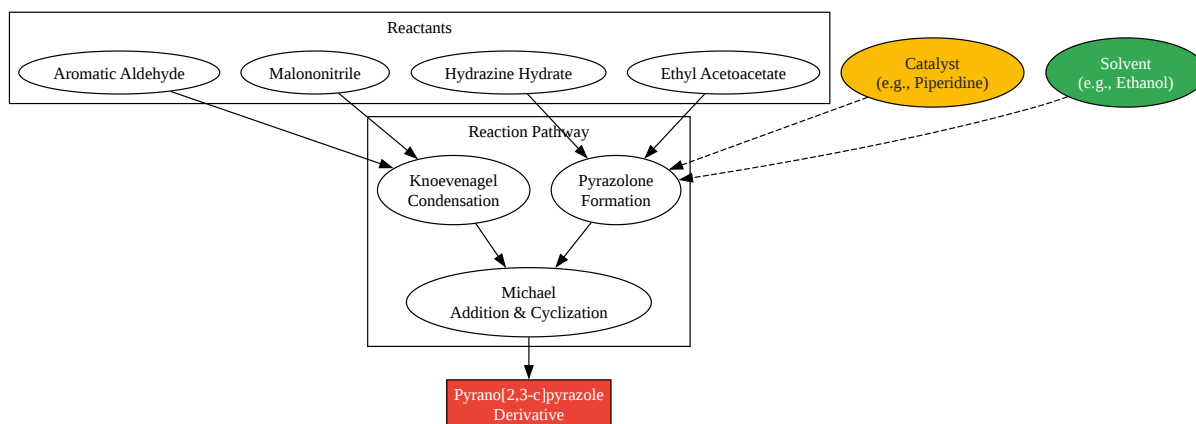 Reactants
Aromatic Aldehyde
Malononitrile
Hydrazine Hydrate
Ethyl Acetoacetate
Catalyst
(e.g., Piperidine)
Solvent
(e.g., Ethanol)
Reaction Pathway
Knoevenagel
Condensation
Pyrazolone
Formation
Michael
Addition & Cyclization
Pyrano[2,3-c]pyrazole
Derivative